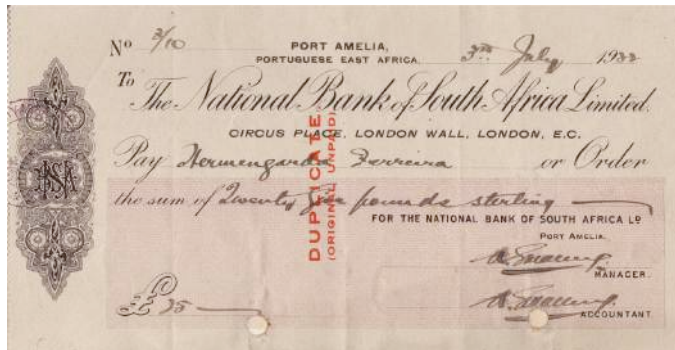 No 3/10
PORT AMELIA,
PORTUGUESE EAST AFRICA. 3rd July 1922
To The National Bank of South Africa Limited.
CIRCUS PLACE, LONDON WALL, LONDON, E.C.
Pay Hermengarda Ferreira or Order
the sum of Twenty five pounds sterling
FOR THE NATIONAL BANK OF SOUTH AFRICA LD
PORT AMELIA.
MANAGER.
£ 25
ACCOUNTANT
DUPLICATE
(ORIGINAL UNPAID)